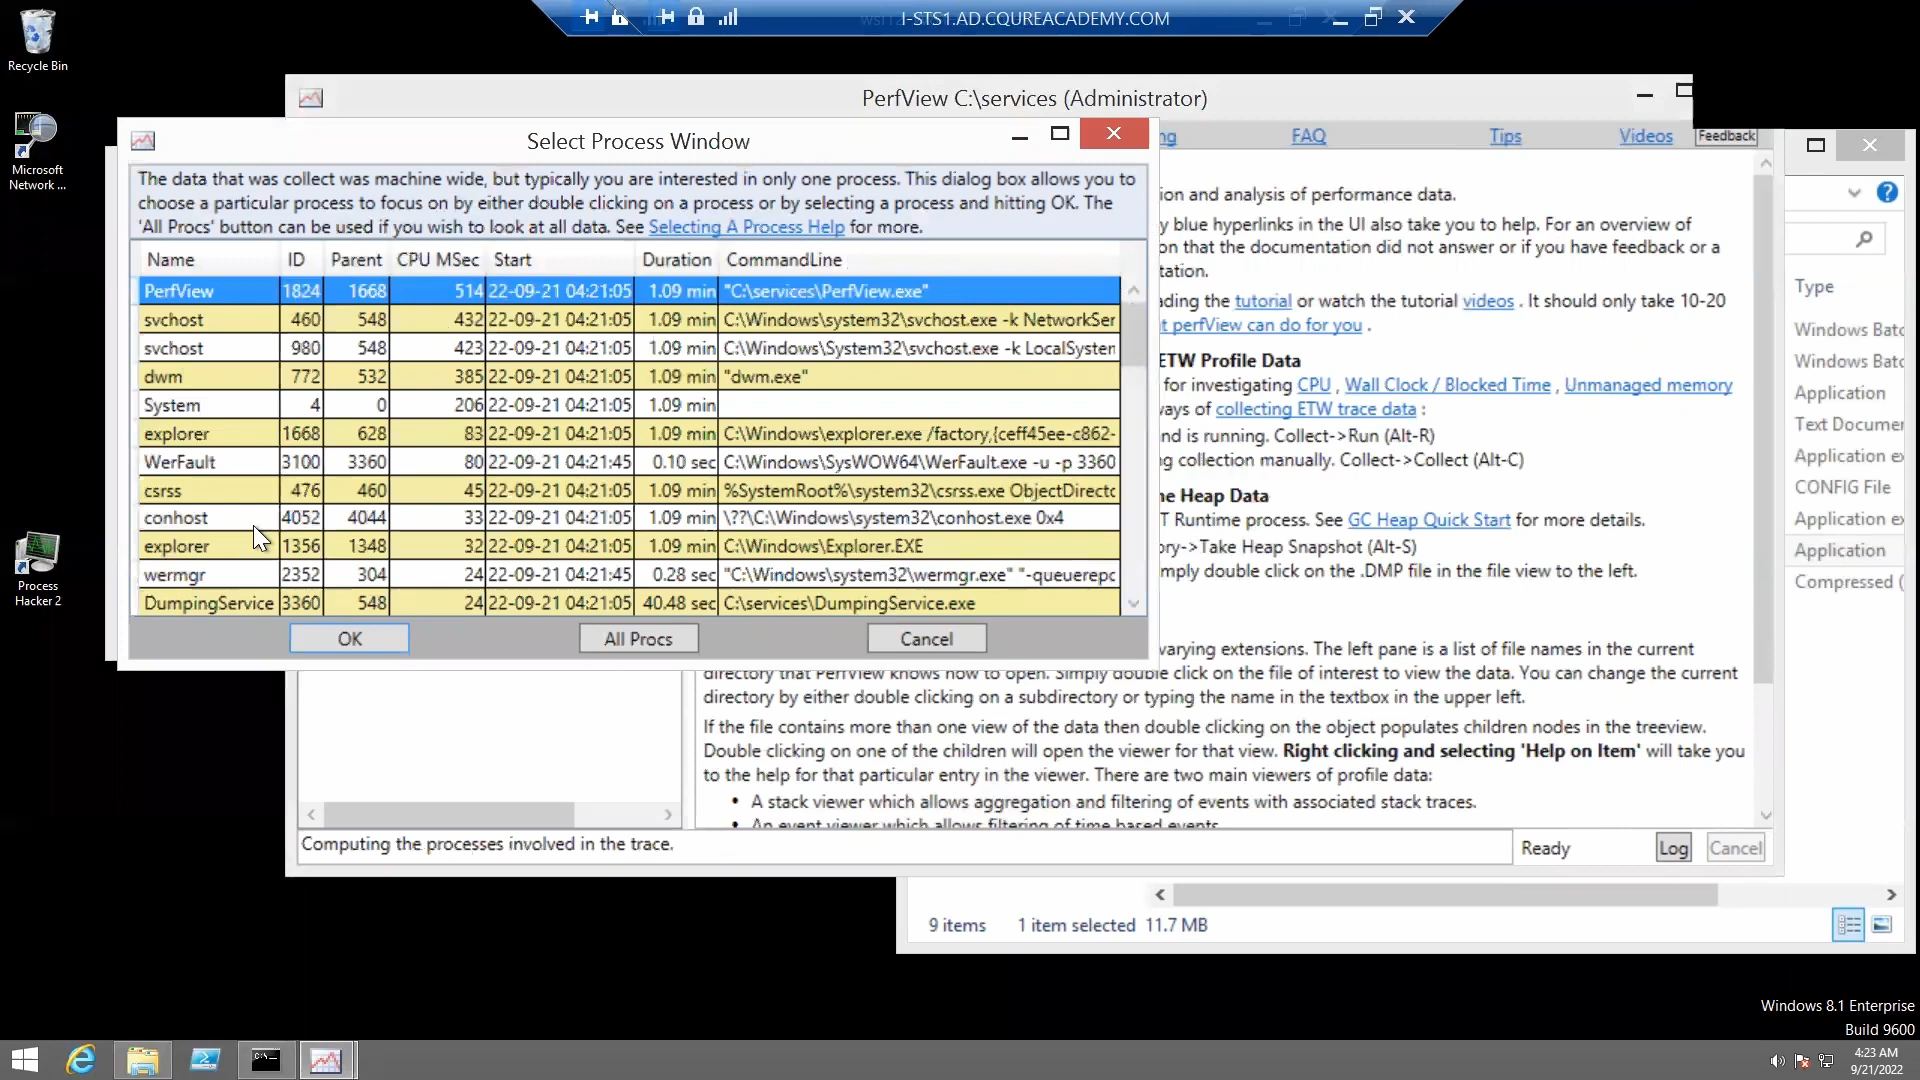 Recycle Bin
Microsoft
Network ...
Process
Hacker 2
I-STS1.AD.CQUREACADEMY.COM
PerfView C:\services (Administrator)
FAQ
Tips
Videos
Feedback
Select Process Window
The data that was collect was machine wide, but typically you are interested in only one process. This dialog box allows you to
choose a particular process to focus on by either double clicking on a process or by selecting a process and hitting OK. The
'All Procs' button can be used if you wish to look at all data. See Selecting A Process Help for more.
Name ID Parent CPU MSec Start Duration CommandLine
PerfView 1824 1668 514 22-09-21 04:21:05 1.09 min "C:\services\PerfView.exe"
svchost 460 548 432 22-09-21 04:21:05 1.09 min C:\Windows\system32\svchost.exe -k NetworkSer
svchost 980 548 423 22-09-21 04:21:05 1.09 min C:\Windows\System32\svchost.exe -k LocalSystem
dwm 772 532 385 22-09-21 04:21:05 1.09 min "dwm.exe"
System 4 0 206 22-09-21 04:21:05 1.09 min
explorer 1668 628 83 22-09-21 04:21:05 1.09 min C:\Windows\explorer.exe /factory,{ceff45ee-c862-
WerFault 3100 3360 80 22-09-21 04:21:45 0.10 sec C:\Windows\SysWOW64\WerFault.exe -u -p 3360
csrss 476 460 45 22-09-21 04:21:05 1.09 min %SystemRoot%\system32\csrss.exe ObjectDirectc
conhost 4052 4044 33 22-09-21 04:21:05 1.09 min \??\C:\Windows\system32\conhost.exe 0x4
explorer 1356 1348 32 22-09-21 04:21:05 1.09 min C:\Windows\Explorer.EXE
wermgr 2352 304 24 22-09-21 04:21:45 0.28 sec "C:\Windows\system32\wermgr.exe" "-queuerepc
DumpingService 3360 548 24 22-09-21 04:21:05 40.48 sec C:\services\DumpingService.exe
OK All Procs Cancel
ion and analysis of performance data.
y blue hyperlinks in the UI also take you to help. For an overview of
on that the documentation did not answer or if you have feedback or a
tation.
ading the tutorial or watch the tutorial videos . It should only take 10-20
t perfView can do for you .
ETW Profile Data
for investigating CPU , Wall Clock / Blocked Time , Unmanaged memory
ways of collecting ETW trace data :
and is running. Collect->Run (Alt-R)
g collection manually. Collect->Collect (Alt-C)
ne Heap Data
T Runtime process. See GC Heap Quick Start for more details.
ory->Take Heap Snapshot (Alt-S)
mply double click on the .DMP file in the file view to the left.
varying extensions. The left pane is a list of file names in the current
directory that PerfView knows how to open. Simply double click on the file of interest to view the data. You can change the current
directory by either double clicking on a subdirectory or typing the name in the textbox in the upper left.
If the file contains more than one view of the data then double clicking on the object populates children nodes in the treeview.
Double clicking on one of the children will open the viewer for that view. Right clicking and selecting 'Help on Item' will take you
to the help for that particular entry in the viewer. There are two main viewers of profile data:
• A stack viewer which allows aggregation and filtering of events with associated stack traces.
• An event viewer which allows filtering of time based events
Computing the processes involved in the trace.
Ready
Log
Cancel
Type
Windows Batc
Windows Batc
Application
Text Documer
Application ex
CONFIG File
Application ex
Application
Compressed (
9 items 1 item selected 11.7 MB
Windows 8.1 Enterprise
Build 9600
4:23 AM
9/21/2022